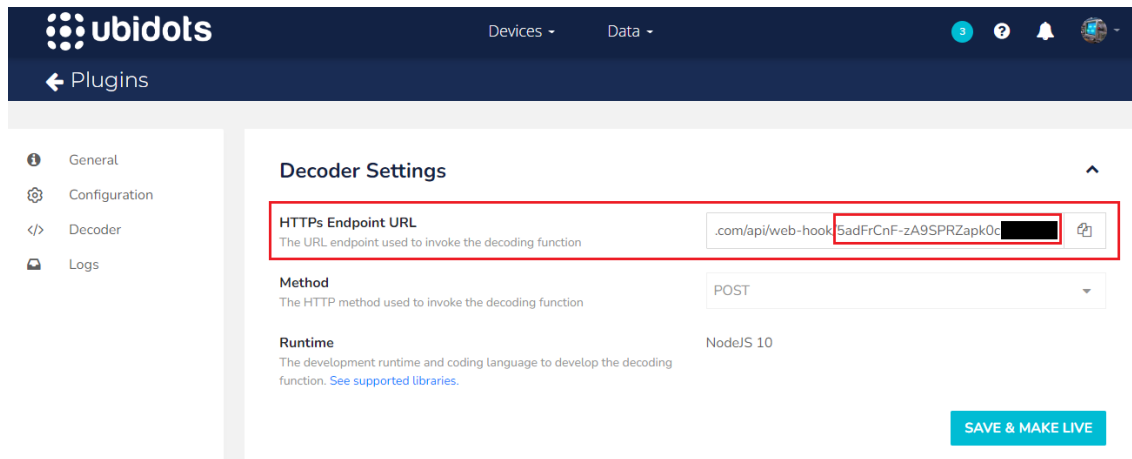 ubidots
Devices
Data
3
Plugins
General
Configuration
Decoder
Logs
Decoder Settings
HTTPs Endpoint URL
The URL endpoint used to invoke the decoding function
.com/api/web-hook/5adFrCnF-zA9SPRZapk0c
Method
The HTTP method used to invoke the decoding function
POST
Runtime
NodeJS 10
The development runtime and coding language to develop the decoding
function. See supported libraries.
SAVE & MAKE LIVE